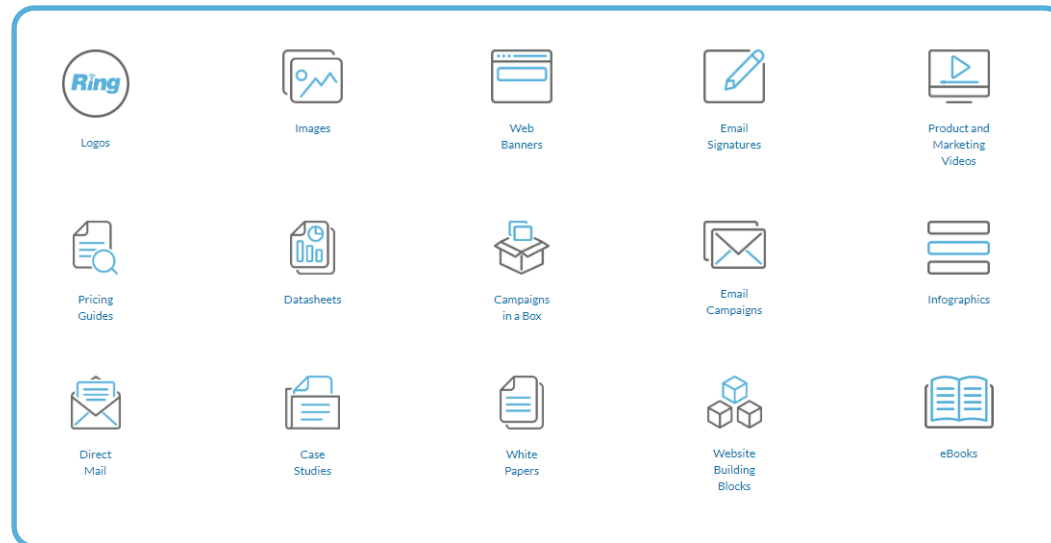 Ring
Logos
Images
Web
Banners
Email
Signatures
Product and
Marketing
Videos
Pricing
Guides
Datasheets
Campaigns
in a Box
Email
Campaigns
Infographics
Direct
Mail
Case
Studies
White
Papers
Website
Building
Blocks
eBooks